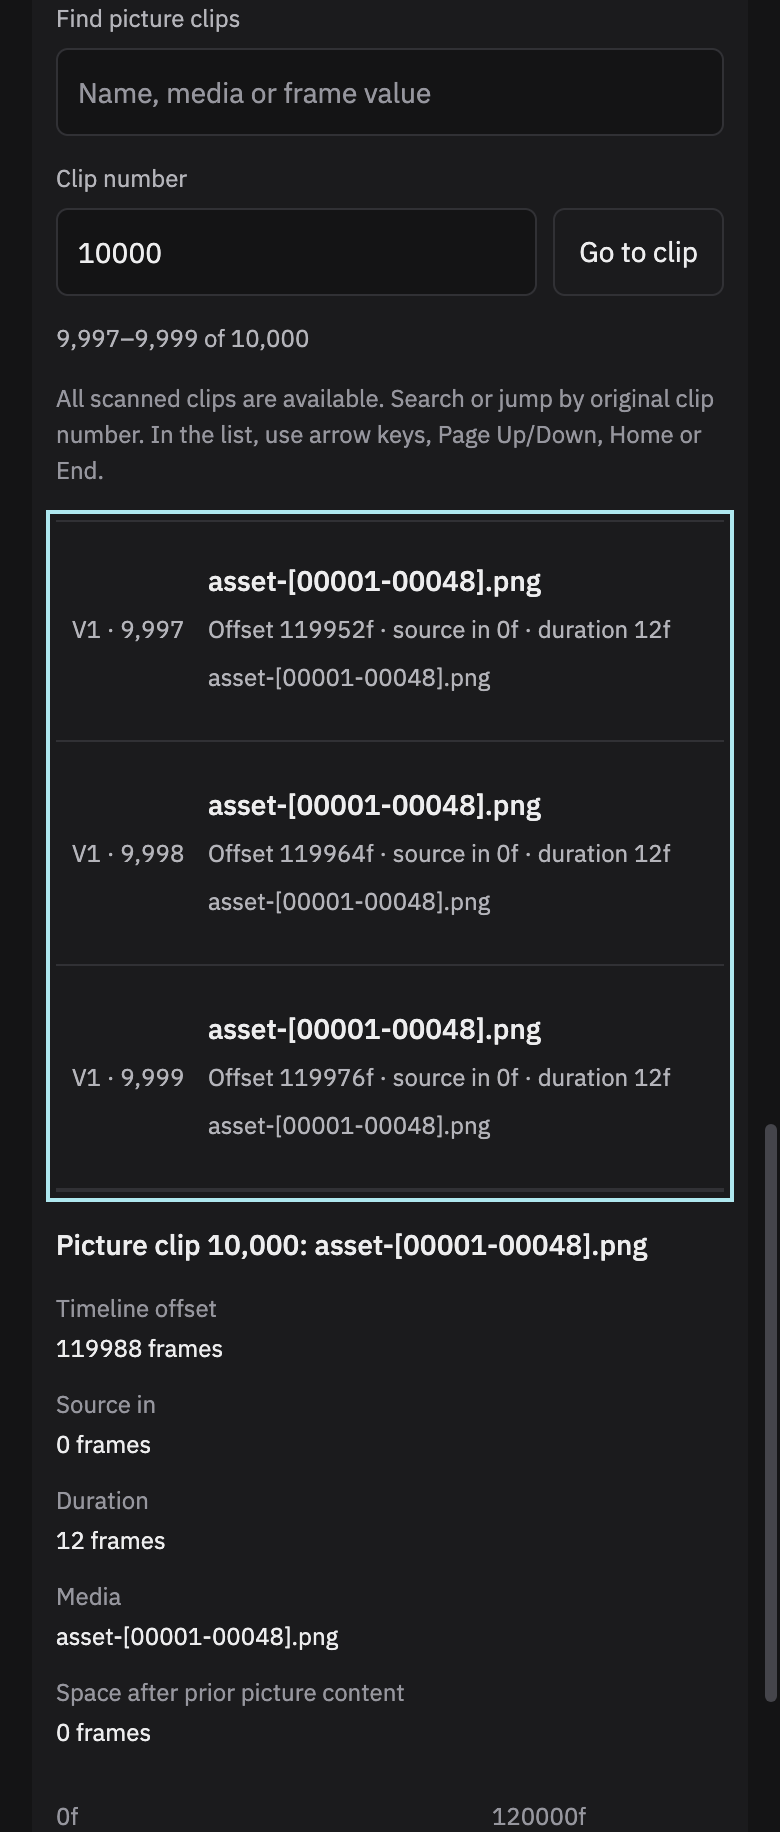 Find picture clips
Name, media or frame value
Clip number
10000
Go to clip
9,997–9,999 of 10,000
All scanned clips are available. Search or jump by original clip
number. In the list, use arrow keys, Page Up/Down, Home or
End.
asset-[00001-00048].png
V1 · 9,997 Offset 119952f · source in 0f · duration 12f
asset-[00001-00048].png
asset-[00001-00048].png
V1 · 9,998 Offset 119964f · source in 0f · duration 12f
asset-[00001-00048].png
asset-[00001-00048].png
V1 · 9,999 Offset 119976f · source in 0f · duration 12f
asset-[00001-00048].png
Picture clip 10,000: asset-[00001-00048].png
Timeline offset
119988 frames
Source in
0 frames
Duration
12 frames
Media
asset-[00001-00048].png
Space after prior picture content
0 frames
0f 120000f